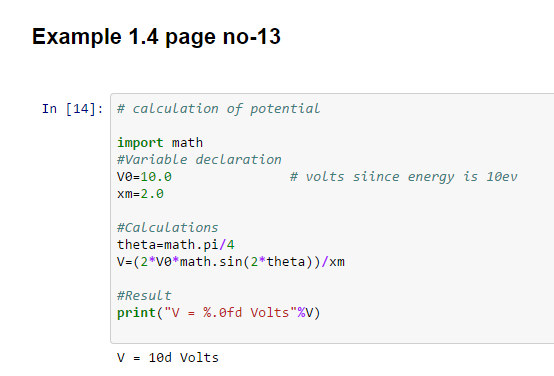 Example 1.4 page no-13
In [14]: # calculation of potential
import math
#Variable declaration
V0=10.0 # volts siince energy is 10ev
xm=2.0
#Calculations
theta=math.pi/4
V=(2*V0*math.sin(2*theta))/xm
#Result
print("V = %.0fd Volts"%V)
V = 10d Volts